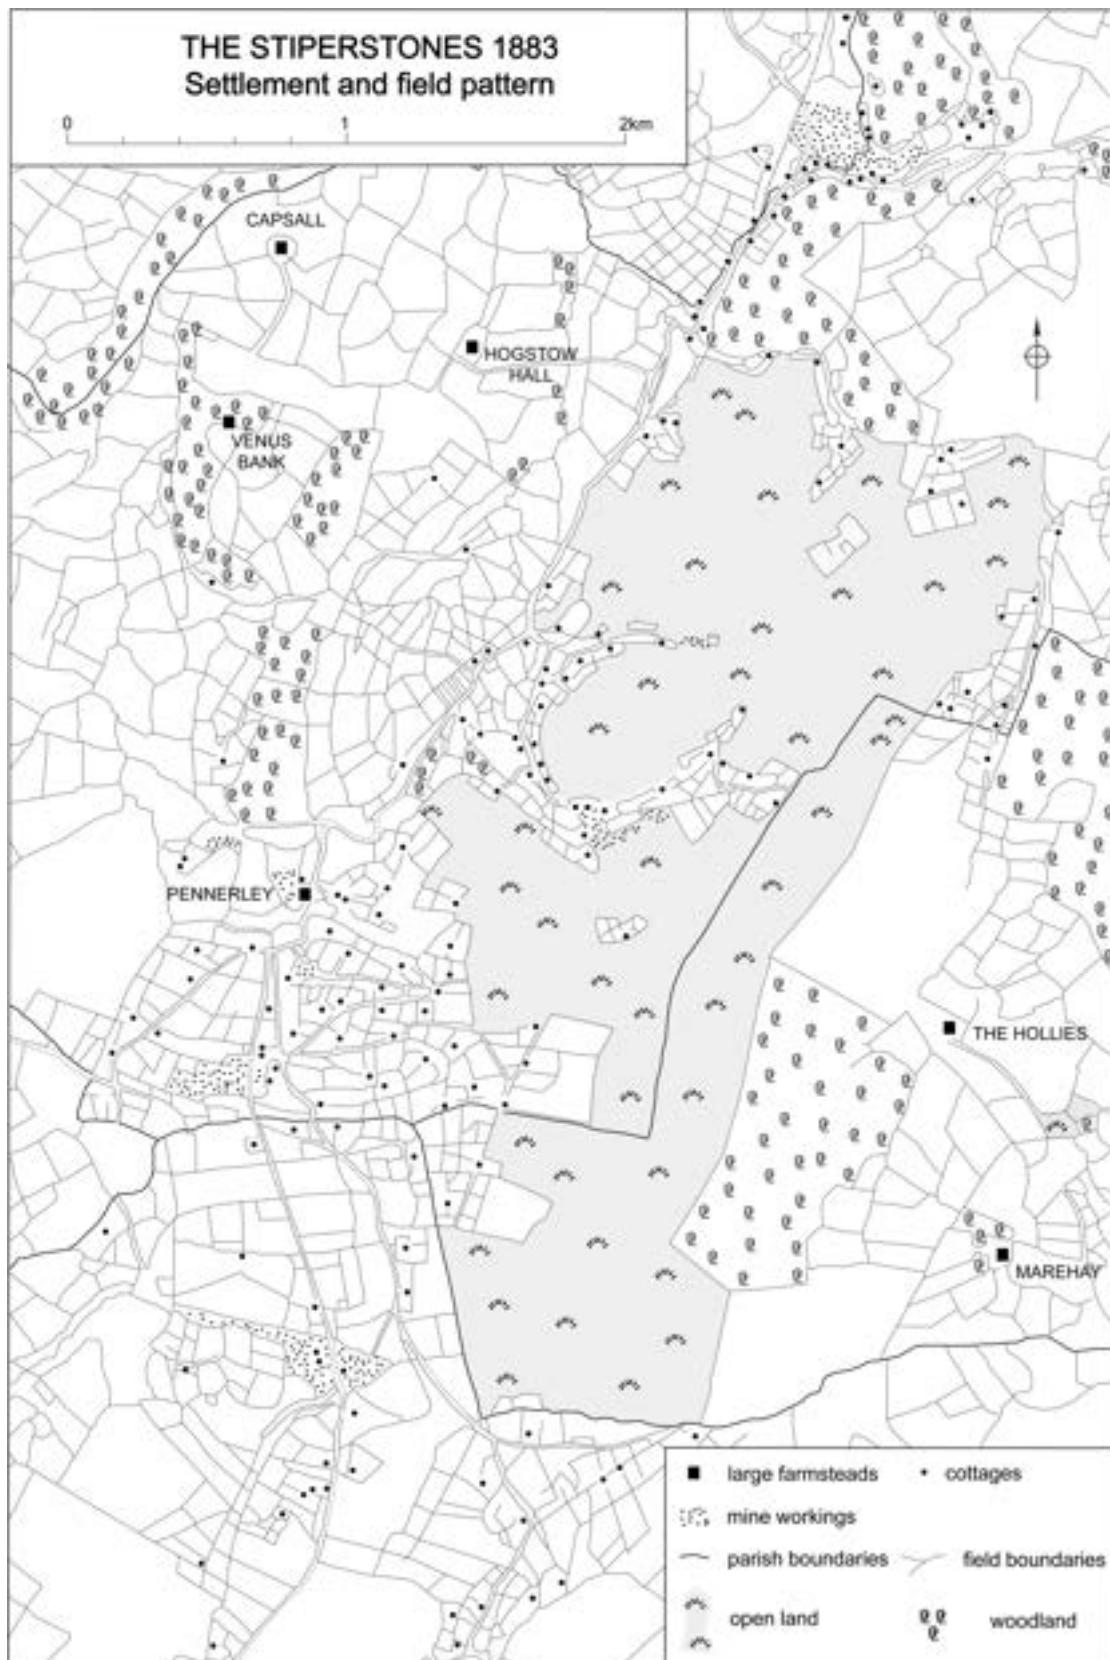 THE STIPERSTONES 1883
Settlement and field pattern
0 1 2km
CAPSALL
HOGSTOW
HALL
VENUS
BANK
PENNERLEY
THE HOLLIES
MAREHAY
large farmsteads
cottages
mine workings
parish boundaries
field boundaries
open land
woodland